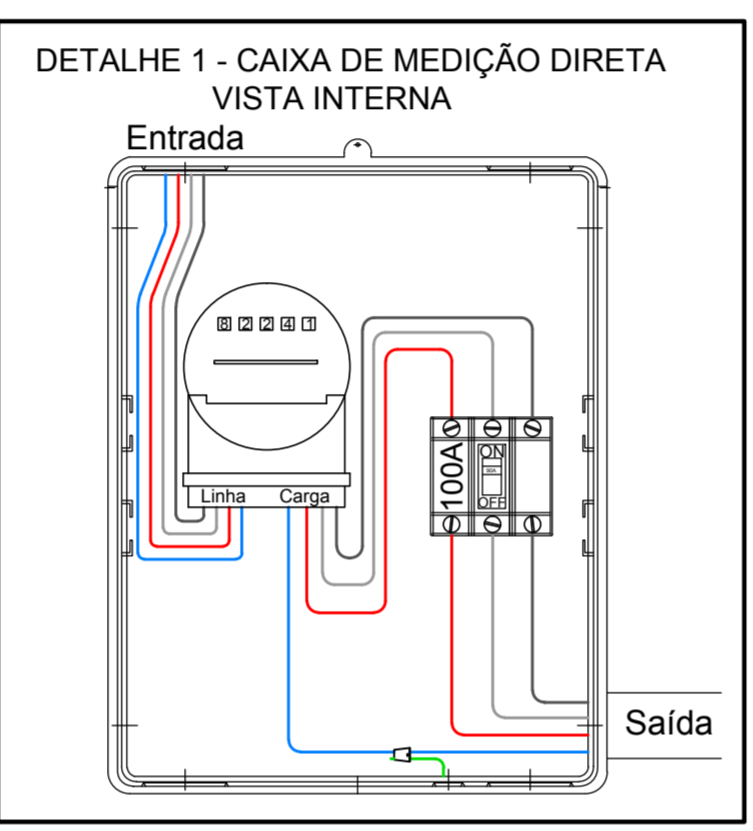 DETALHE 1 - CAIXA DE MEDIÇÃO DIRETA
VISTA INTERNA
Entrada
8 2 2 4 1
Linha Carga
100A
ON
OFF
Saída